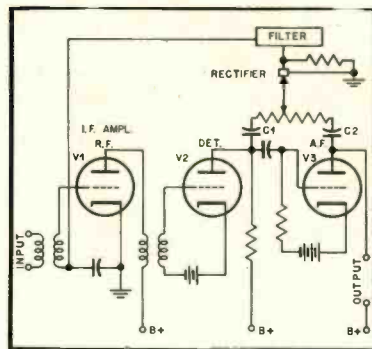 FILTER
RECTIFIER
I.F. AMPL.
R.F.
V1
DET.
V2
C1
C2
A.F.
V3
INPUT
OUTPUT
B+
B+
B+